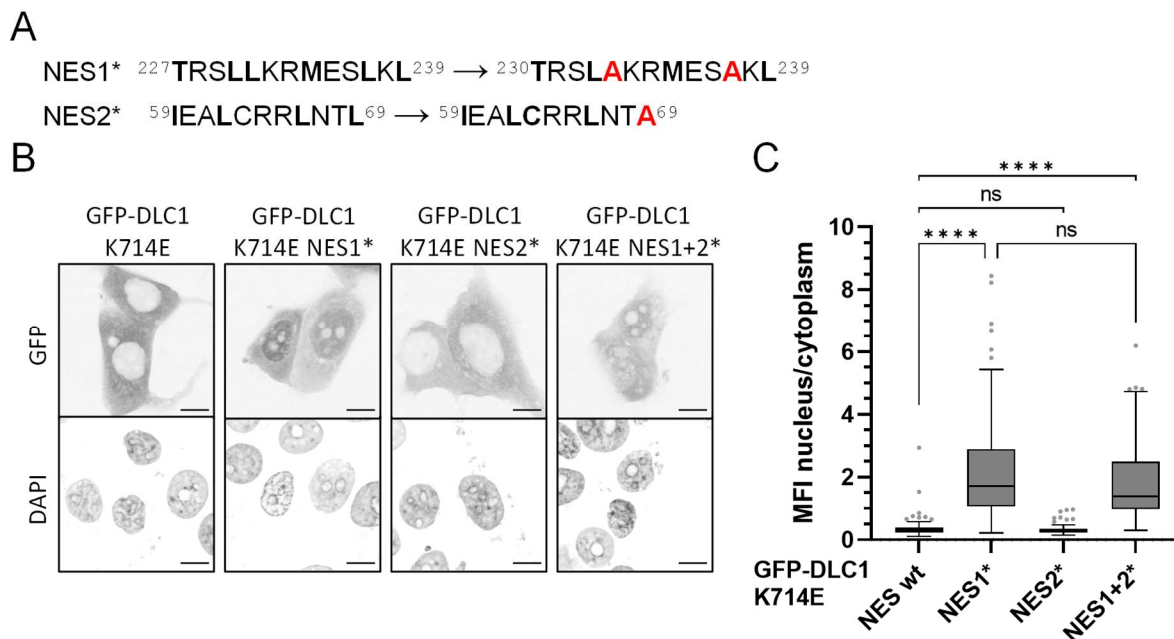 A
NES1* 227TRSLLKRMESLKL239 → 230TRSLAKRMESAKL239
NES2* 59IEALCRRLNTL69 → 59IEALCRRLNTA69
B
GFP-DLC1 K714E
GFP-DLC1 K714E NES1*
GFP-DLC1 K714E NES2*
GFP-DLC1 K714E NES1+2*
GFP
DAPI
C
****
ns
****
ns
MFI nucleus/cytoplasm
10
8
6
4
2
0
GFP-DLC1
K714E
NES wt
NES1*
NES2*
NES1+2*